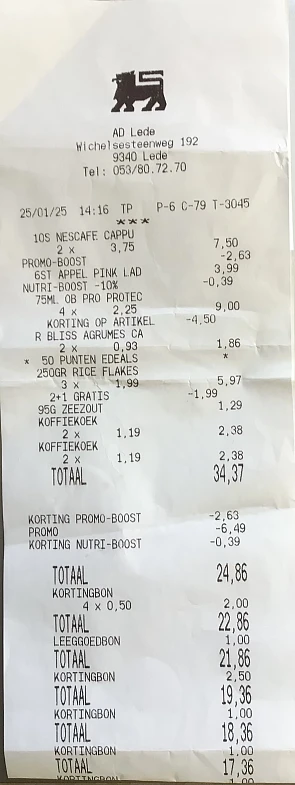 AD Lede
Wichelsesteenweg 192
9340 Lede
Tel: 053/80.72.70
25/01/25 14:16 TP P-6 C-79 T-3045
***
10S NESCAFE CAPPU
2 x 3,75 7,50
PROMO-BOOST -2,63
6ST APPEL PINK LAD 3,99
NUTRI-BOOST -10% -0,39
75ML OB PRO PROTEC
4 x 2,25 9,00
KORTING OP ARTIKEL -4,50
R BLISS AGRUMES CA
2 x 0,93 1,86
* 50 PUNTEN EDEALS *
250GR RICE FLAKES
3 x 1,99 5,97
2+1 GRATIS -1,99
95G ZEEZOUT 1,29
KOFFIEKOEK
2 x 1,19 2,38
KOFFIEKOEK
2 x 1,19 2,38
TOTAAL 34,37
KORTING PROMO-BOOST -2,63
PROMO -6,49
KORTING NUTRI-BOOST -0,39
TOTAAL 24,86
KORTINGBON
4 x 0,50 2,00
TOTAAL 22,86
LEEGGOEDBON 1,00
TOTAAL 21,86
KORTINGBON 2,50
TOTAAL 19,36
KORTINGBON 1,00
TOTAAL 18,36
KORTINGBON 1,00
TOTAAL 17,36
KORTINGBON 1,00